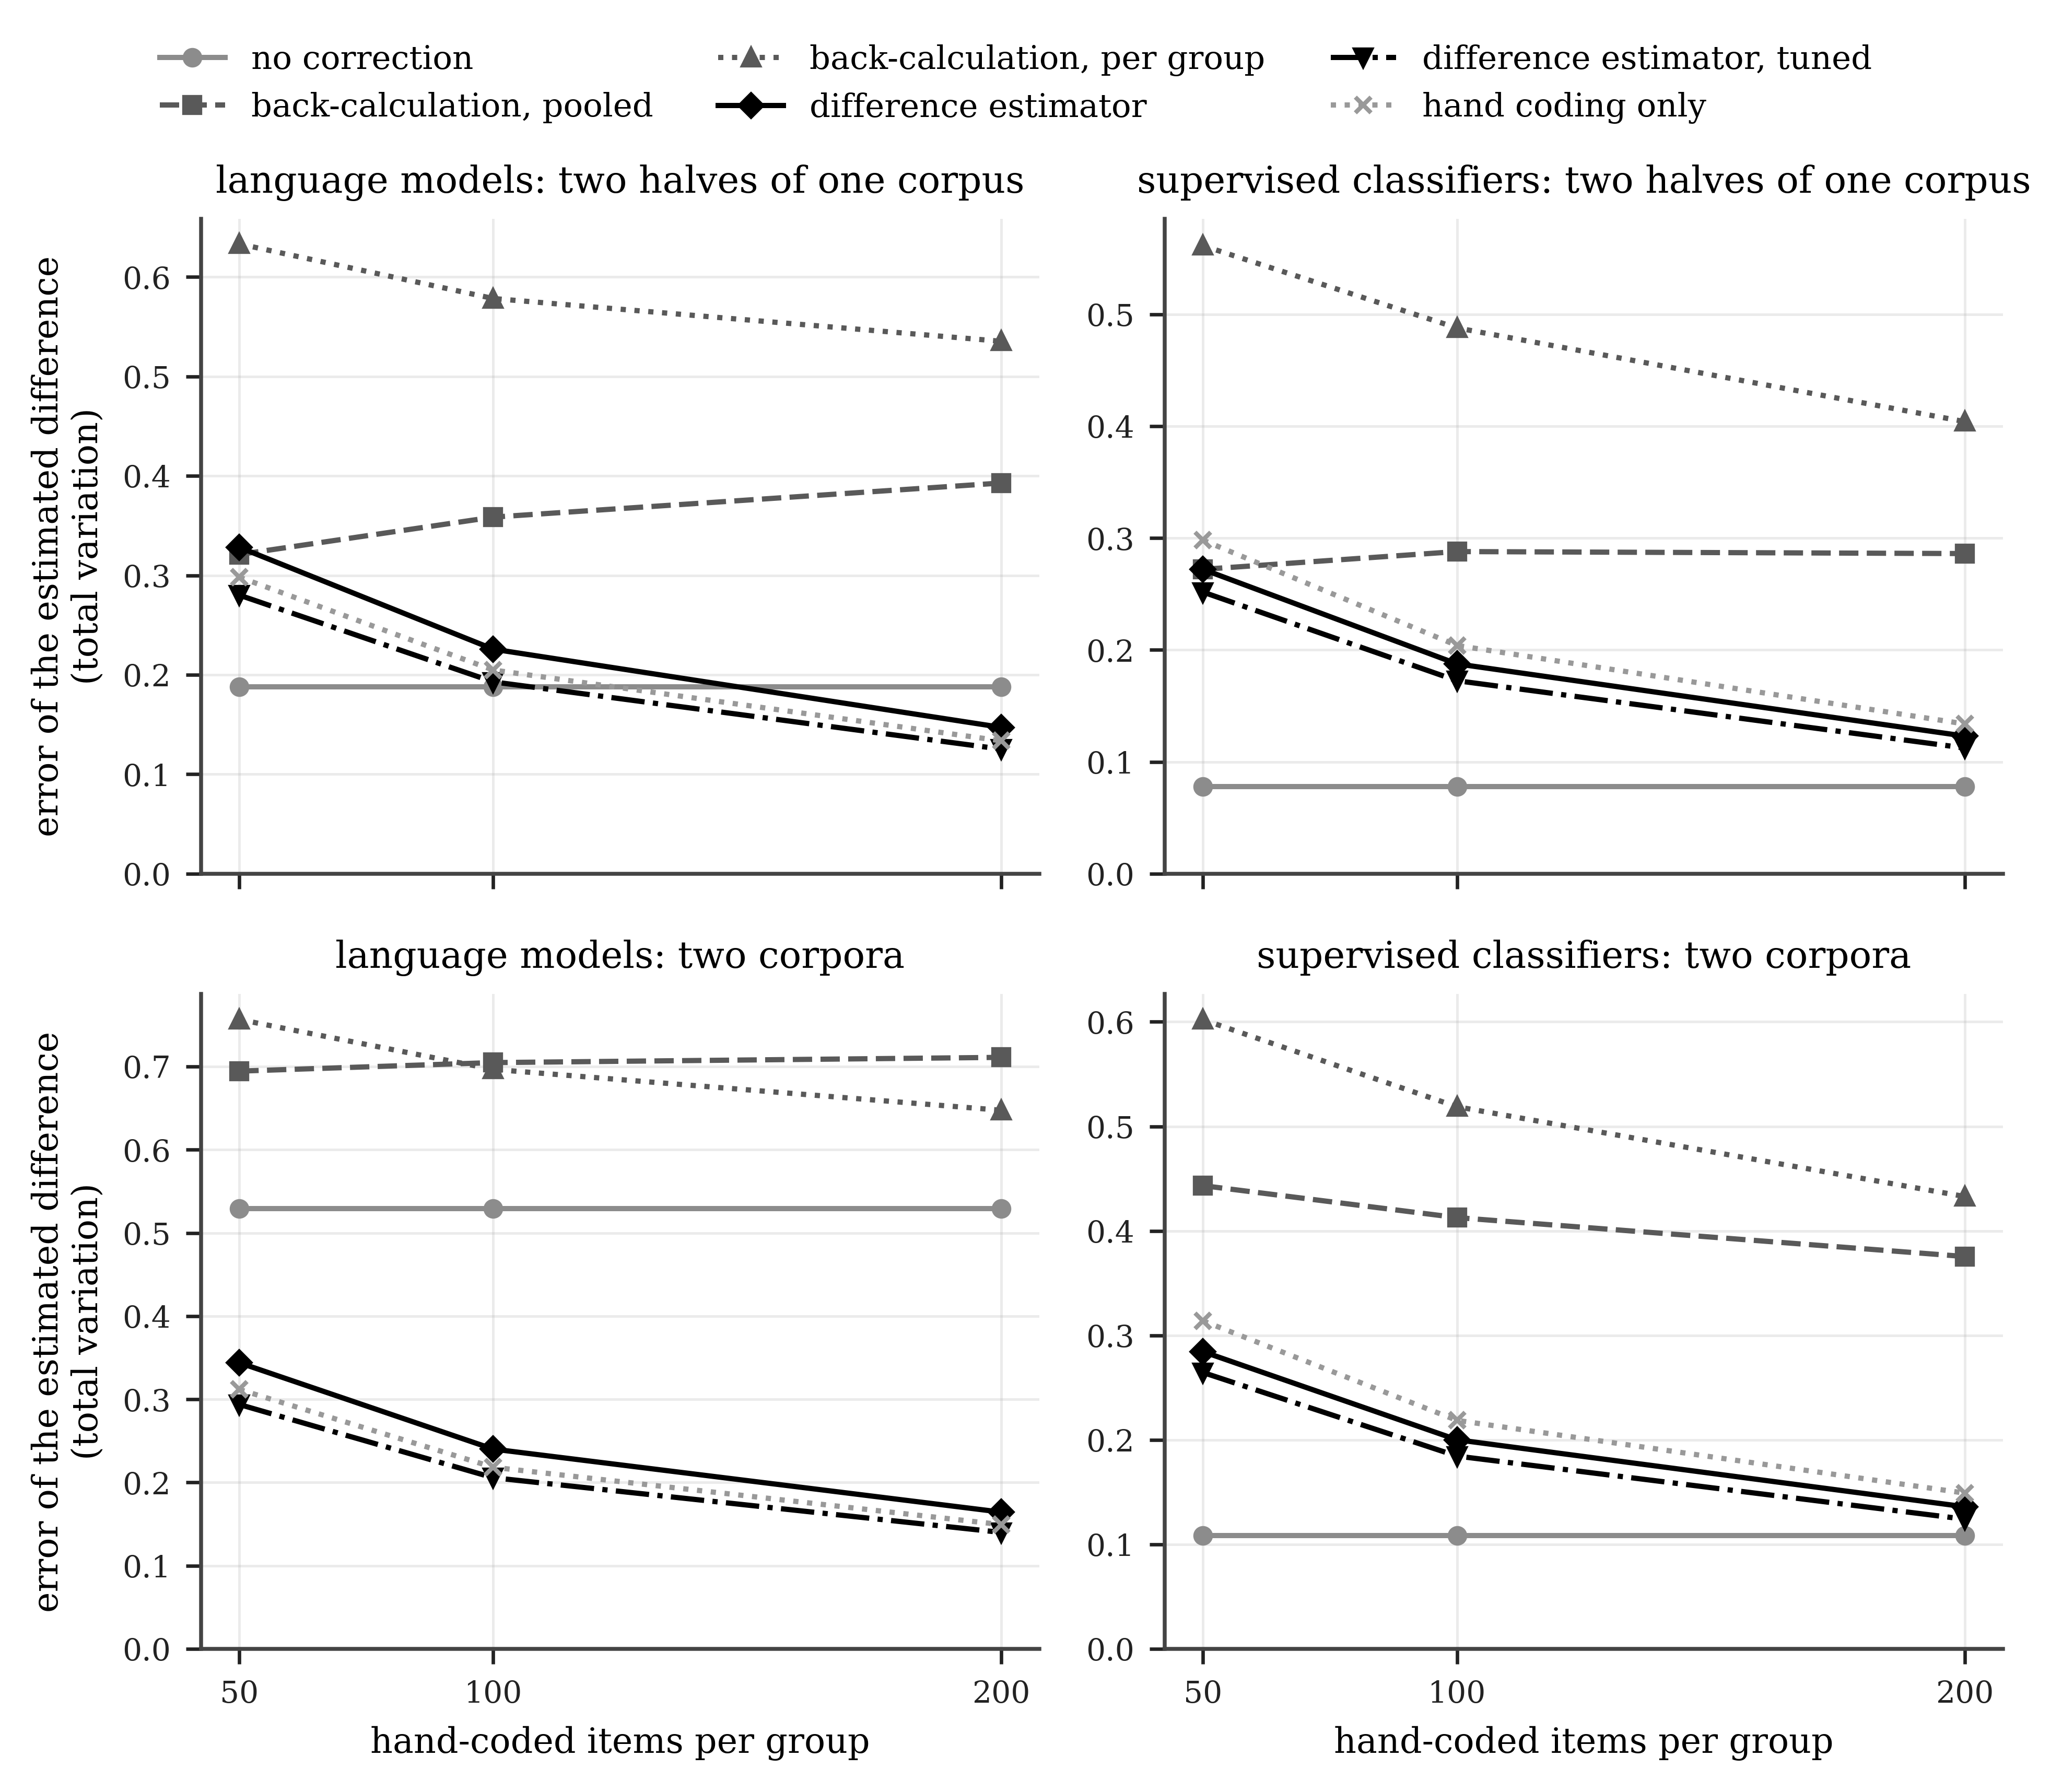 no correction
back-calculation, pooled
back-calculation, per group
difference estimator
difference estimator, tuned
hand coding only
language models: two halves of one corpus
error of the estimated difference
(total variation)
0.6
0.5
0.4
0.3
0.2
0.1
0.0
supervised classifiers: two halves of one corpus
0.5
0.4
0.3
0.2
0.1
0.0
language models: two corpora
error of the estimated difference
(total variation)
0.7
0.6
0.5
0.4
0.3
0.2
0.1
0.0
50 100 200
hand-coded items per group
supervised classifiers: two corpora
0.6
0.5
0.4
0.3
0.2
0.1
0.0
50 100 200
hand-coded items per group